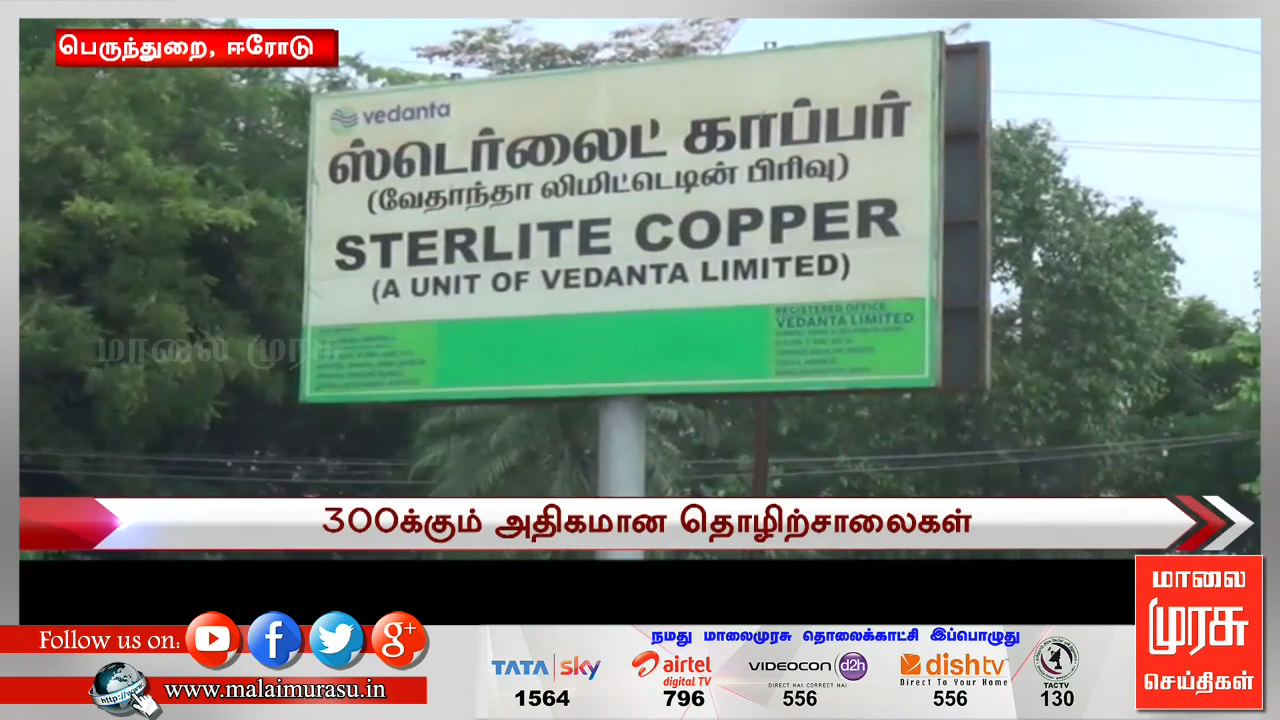 பெருந்துறை, ஈரோடு
vedanta
ஸ்டெர்லைட் காப்பர்
(வேதாந்தா லிமிட்டெடின் பிரிவு)
STERLITE COPPER
(A UNIT OF VEDANTA LIMITED)
REGISTERED OFFICE
VEDANTA LIMITED
மாலை முரசு
300க்கும் அதிகமான தொழிற்சாலைகள்
மாலை
முரசு
செய்திகள்
Follow us on:
www.malaimurasu.in
நமது மாலைமுரசு தொலைக்காட்சி இப்பொழுது
TATA sky
1564
airtel
digital TV
796
VIDEOCON d2h
DIRECT HAI CORRECT HAI
556
dishtv
Direct To Your Home
556
TACTV
130